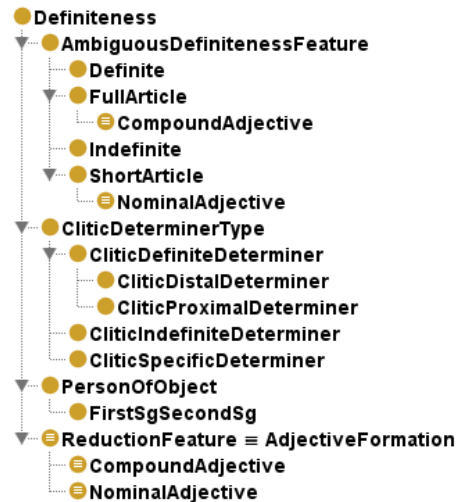 Definiteness
AmbiguousDefinitenessFeature
Definite
FullArticle
CompoundAdjective
Indefinite
ShortArticle
NominalAdjective
CliticDeterminerType
CliticDefiniteDeterminer
CliticDistalDeterminer
CliticProximalDeterminer
CliticIndefiniteDeterminer
CliticSpecificDeterminer
PersonOfObject
FirstSgSecondSg
ReductionFeature ≡ AdjectiveFormation
CompoundAdjective
NominalAdjective